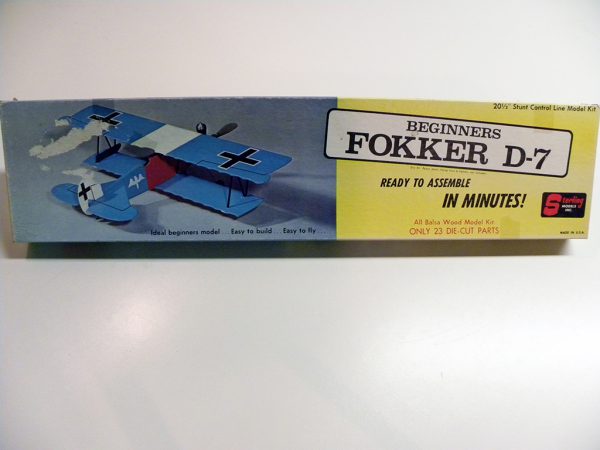 20½" Stunt Control Line Model Kit
BEGINNERS
FOKKER D-7
READY TO ASSEMBLE
IN MINUTES!
Sterling
MODELS
INC.
All Balsa Wood Model Kit
ONLY 23 DIE-CUT PARTS
MADE IN U.S.A.
Ideal beginners model . . . Easy to build . . . Easy to fly . . .